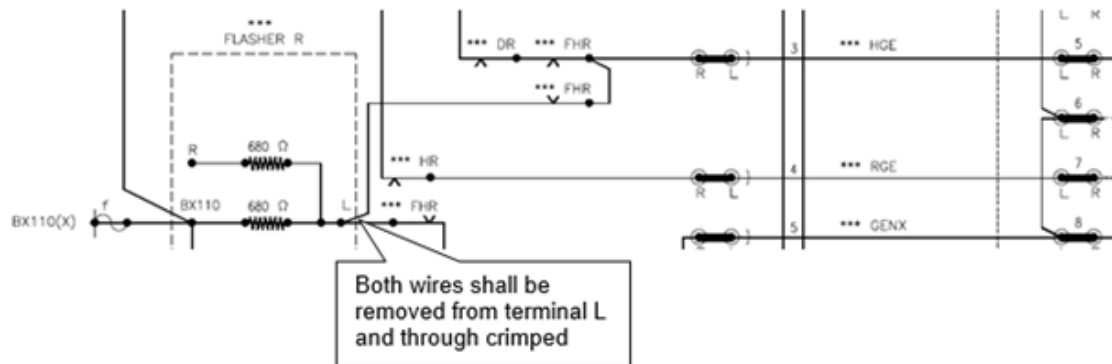 ***
FLASHER R
*** DR *** FHR
3 *** HGE
5
R L
L R
*** FHR
6
L R
R 680 Ω
*** HR
4 *** RGE
7
R L
L R
f BX110 680 Ω L *** FHR
BX110(X)
5 *** GENX
8
Both wires shall be
removed from terminal L
and through crimped